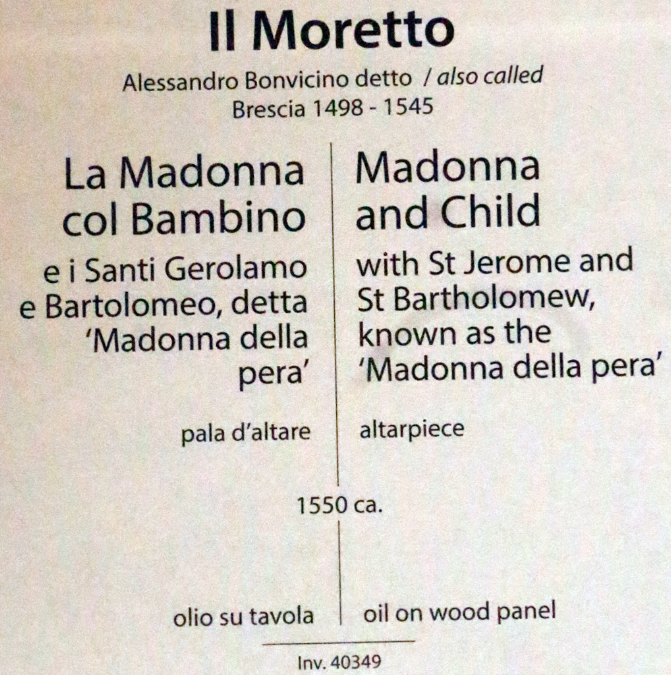 Il Moretto
Alessandro Bonvicino detto / also called
Brescia 1498 - 1545
La Madonna
col Bambino
e i Santi Gerolamo
e Bartolomeo, detta
‘Madonna della
pera’
pala d’altare
Madonna
and Child
with St Jerome and
St Bartholomew,
known as the
‘Madonna della pera’
altarpiece
1550 ca.
olio su tavola
oil on wood panel
Inv. 40349